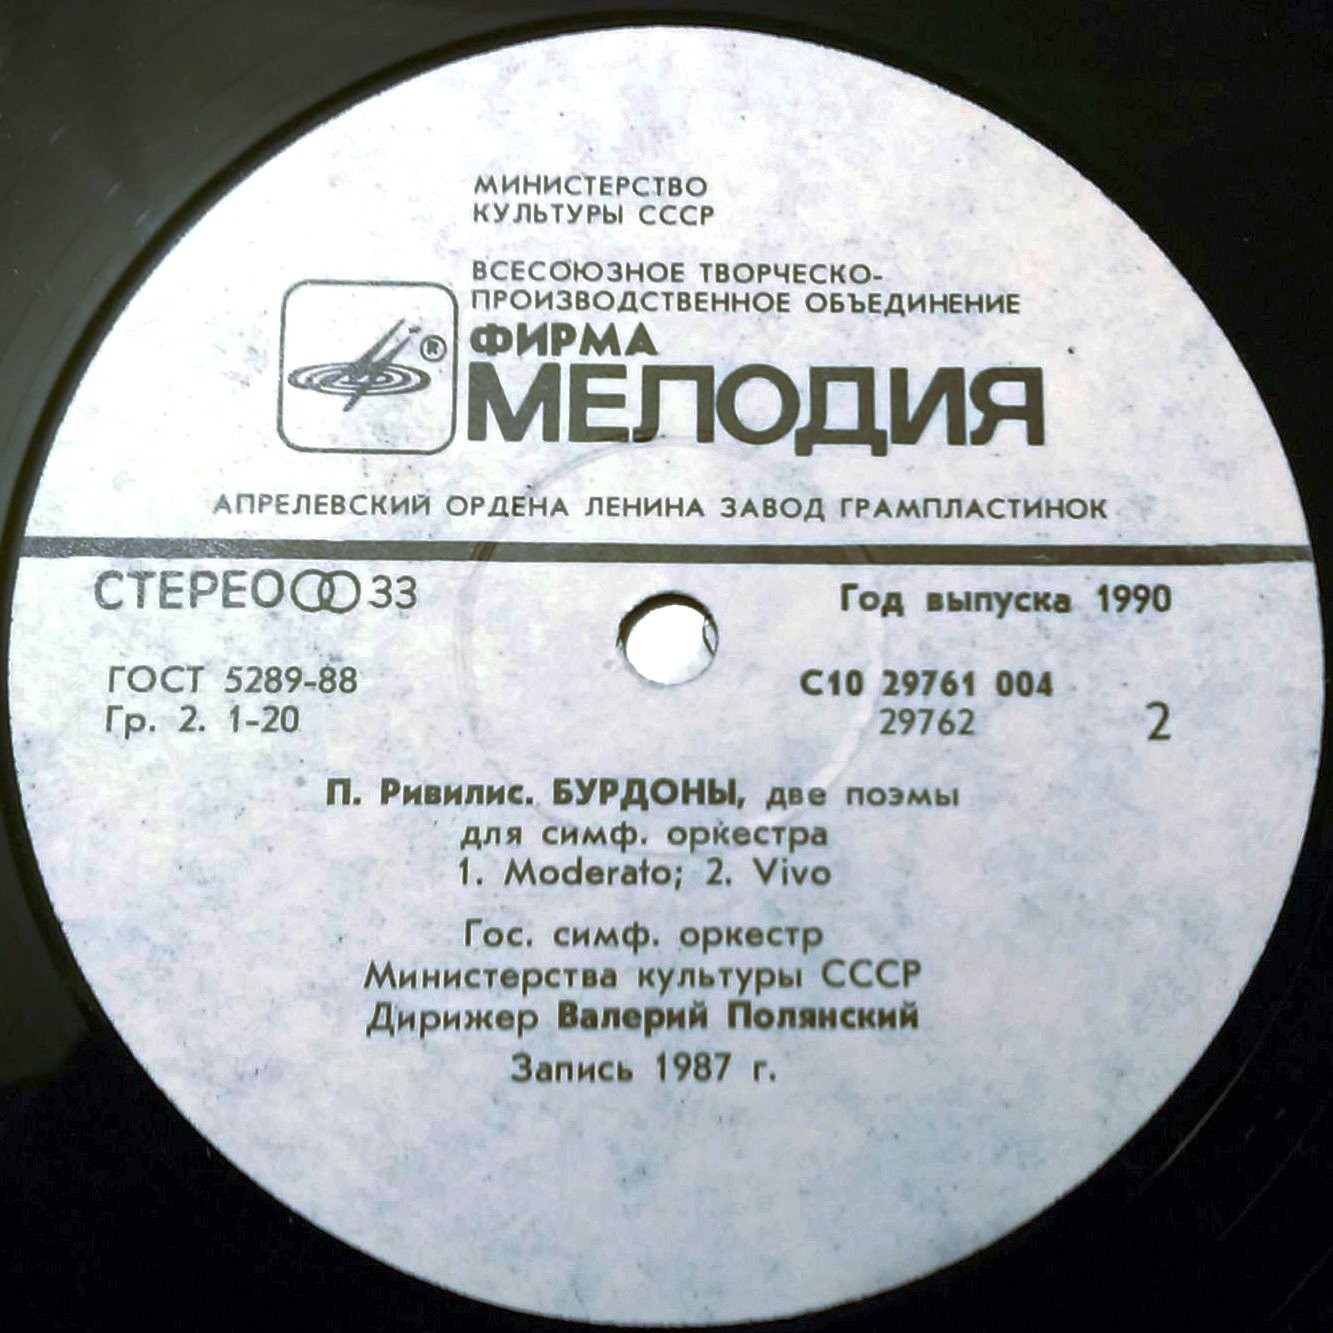 МИНИСТЕРСТВО
КУЛЬТУРЫ СССР
ВСЕСОЮЗНОЕ ТВОРЧЕСКО-
ПРОИЗВОДСТВЕННОЕ ОБЪЕДИНЕНИЕ
ФИРМА
®
МЕЛОДИЯ
АПРЕЛЕВСКИЙ ОРДЕНА ЛЕНИНА ЗАВОД ГРАМПЛАСТИНОК
СТЕРЕО 33
Год выпуска 1990
ГОСТ 5289-88
Гр. 2. 1-20
С10 29761 004
29762
2
П. Ривилис. БУРДОНЫ, две поэмы
для симф. оркестра
1. Moderato; 2. Vivo
Гос. симф. оркестр
Министерства культуры СССР
Дирижер Валерий Полянский
Запись 1987 г.